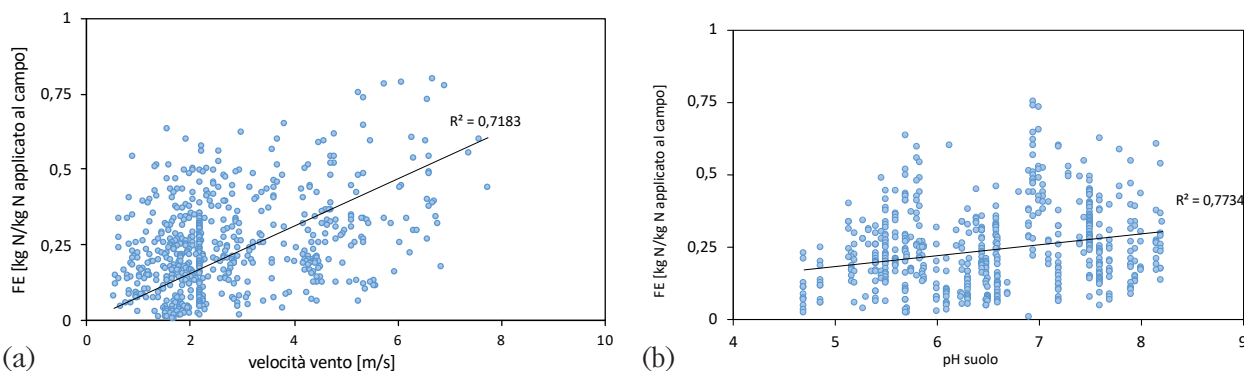 FE [kg N/kg N applicato al campo]
1
0,75
0,5
0,25
0
R² = 0,7183
0 2 4 6 8 10
(a) velocità vento [m/s]
FE [kg N/kg N applicato al campo]
1
0,75
0,5
0,25
0
R² = 0,7734
4 5 6 7 8 9
(b) pH suolo